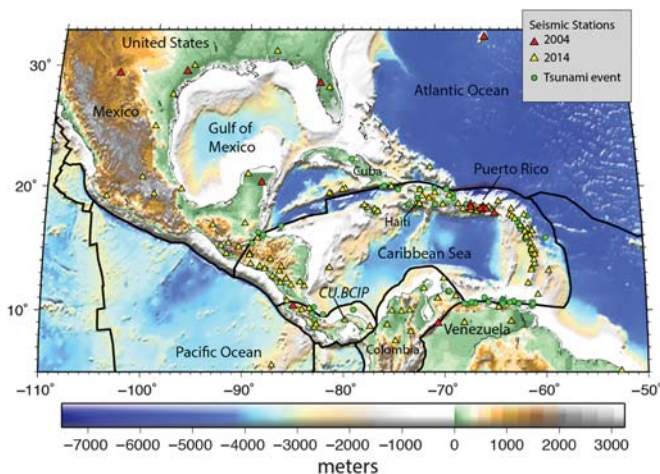 Seismic Stations
2004
2014
Tsunami event
United States
Atlantic Ocean
Mexico
Gulf of
Mexico
Cuba
Puerto Rico
Haiti
Caribbean Sea
CU.BCIP
Venezuela
Colombia
Pacific Ocean
30°
20°
10°
-110° -100° -90° -80° -70° -60° -50°
-7000 -6000 -5000 -4000 -3000 -2000 -1000 0 1000 2000 3000
meters